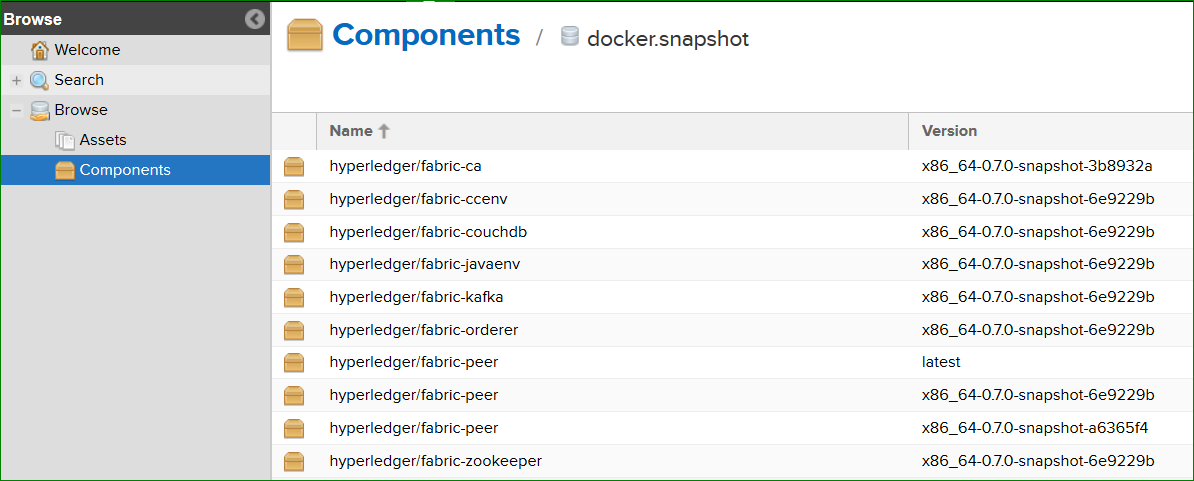 Browse
Welcome
Search
Browse
Assets
Components
Components / docker.snapshot
Name Version
hyperledger/fabric-ca x86_64-0.7.0-snapshot-3b8932a
hyperledger/fabric-ccenv x86_64-0.7.0-snapshot-6e9229b
hyperledger/fabric-couchdb x86_64-0.7.0-snapshot-6e9229b
hyperledger/fabric-javaenv x86_64-0.7.0-snapshot-6e9229b
hyperledger/fabric-kafka x86_64-0.7.0-snapshot-6e9229b
hyperledger/fabric-orderer x86_64-0.7.0-snapshot-6e9229b
hyperledger/fabric-peer latest
hyperledger/fabric-peer x86_64-0.7.0-snapshot-6e9229b
hyperledger/fabric-peer x86_64-0.7.0-snapshot-a6365f4
hyperledger/fabric-zookeeper x86_64-0.7.0-snapshot-6e9229b